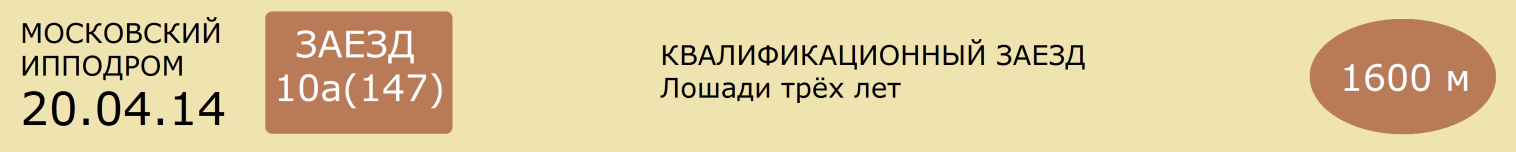 МОСКОВСКИЙ
ИППОДРОМ
20.04.14
ЗАЕЗД
10а(147)
КВАЛИФИКАЦИОННЫЙ ЗАЕЗД
Лошади трёх лет
1600 м